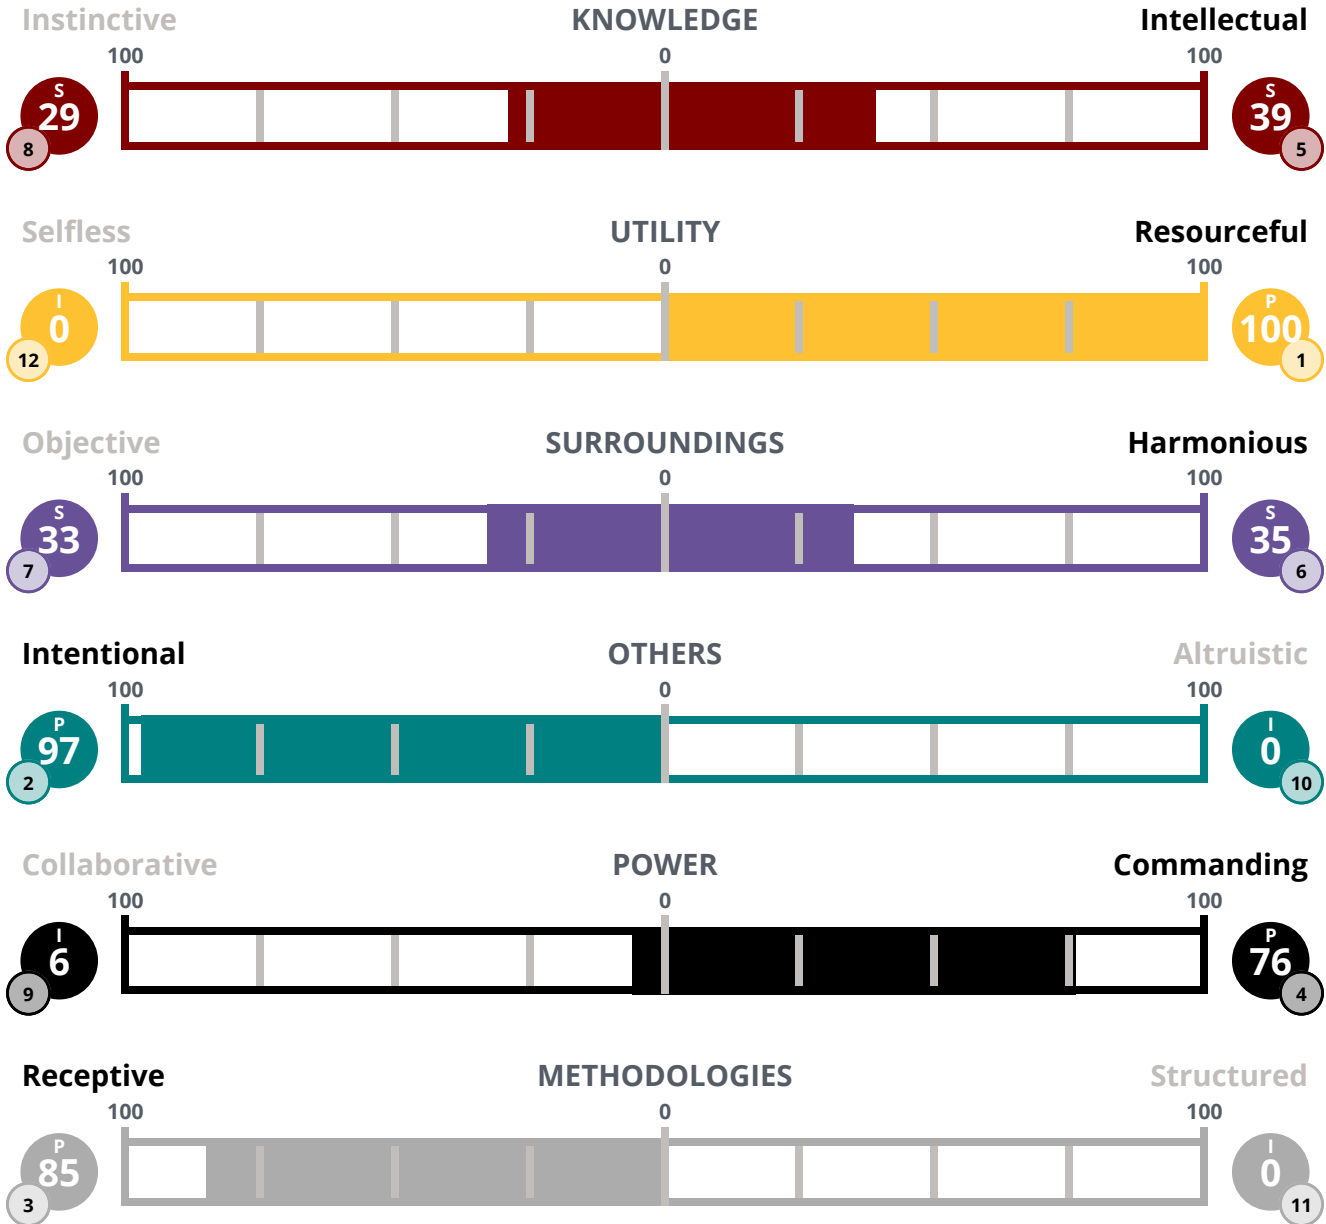 Instinctive KNOWLEDGE Intellectual
100 0 100
S 29 8 S 39 5
Selfless UTILITY Resourceful
100 0 100
I 0 12 P 100 1
Objective SURROUNDINGS Harmonious
100 0 100
S 33 7 S 35 6
Intentional OTHERS Altruistic
100 0 100
P 97 2 I 0 10
Collaborative POWER Commanding
100 0 100
I 6 9 P 76 4
Receptive METHODOLOGIES Structured
100 0 100
P 85 3 I 0 11